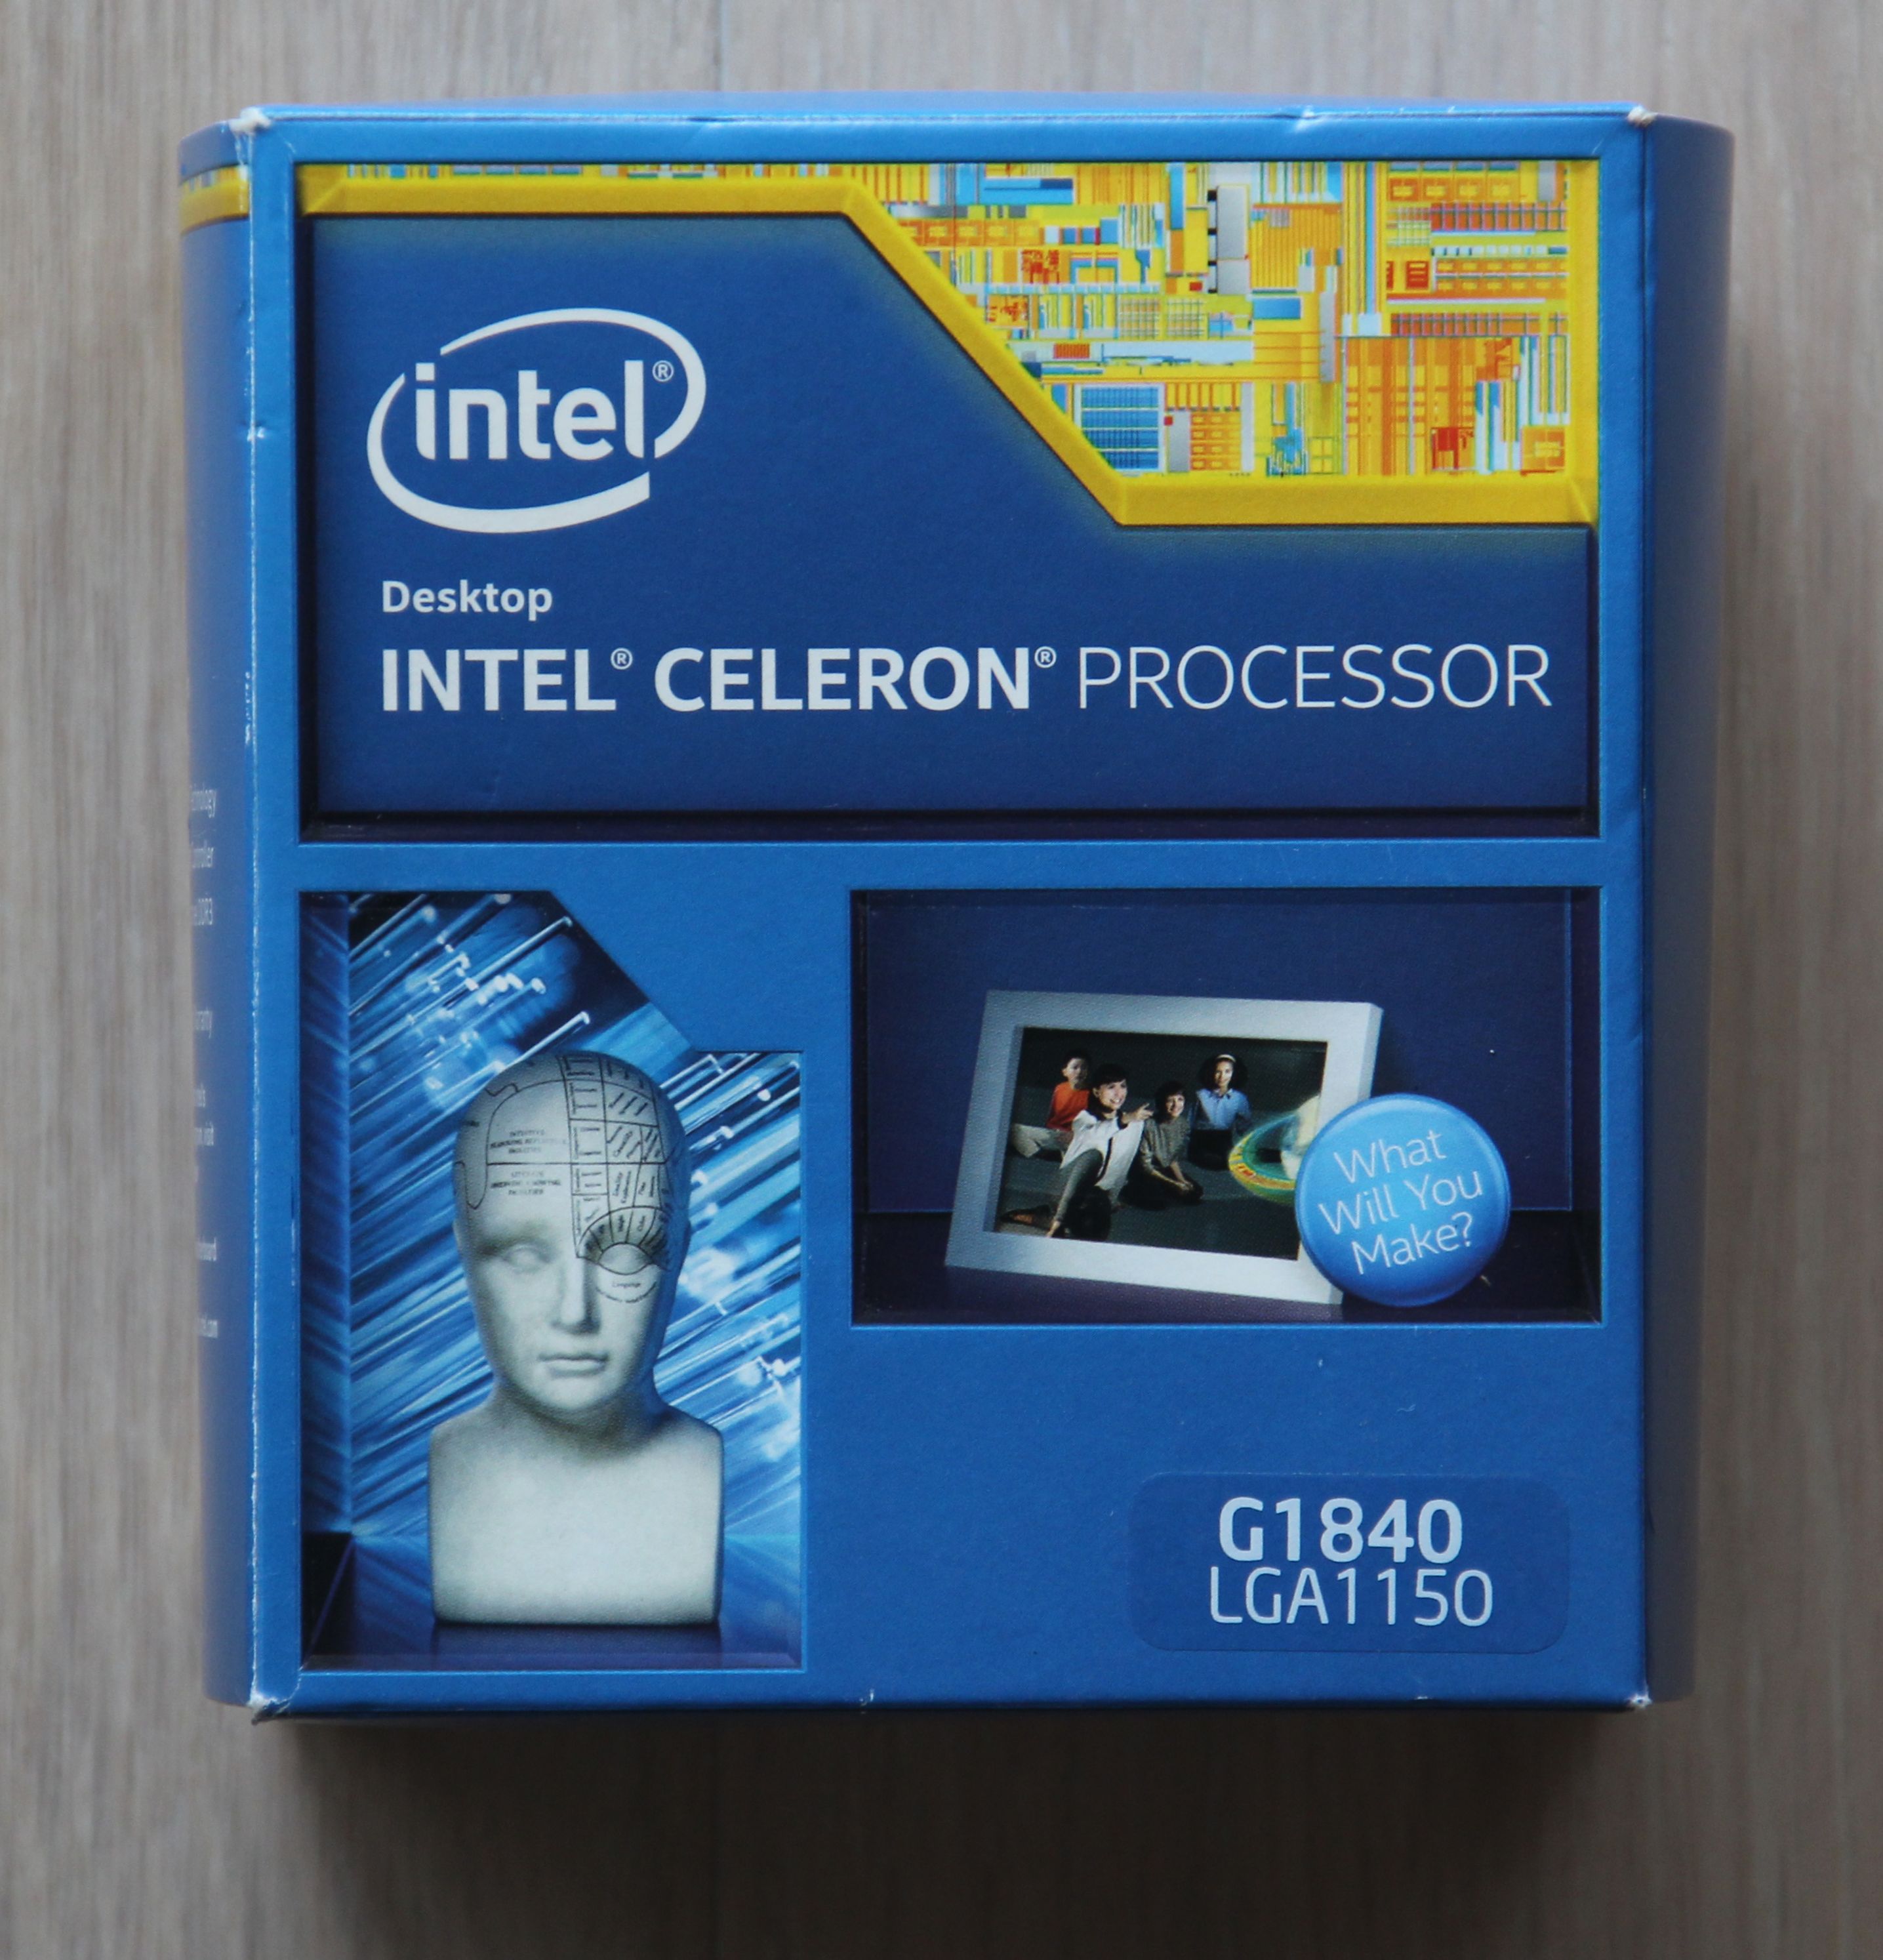 intel®
Desktop
INTEL® CELERON® PROCESSOR
What
Will You
Make?
G1840
LGA1150